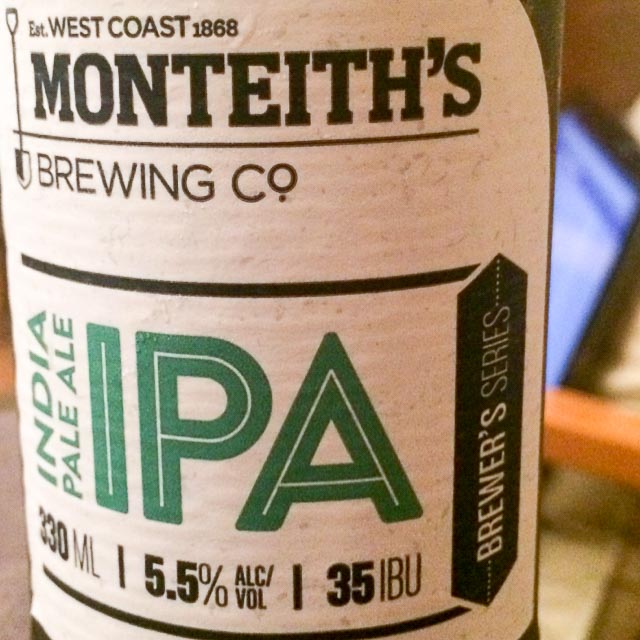 Est. WEST COAST 1868
MONTEITH'S
BREWING CO
INDIA
PALE ALE
IPA
BREWER'S SERIES
330 ML | 5.5% ALC/VOL | 35 IBU